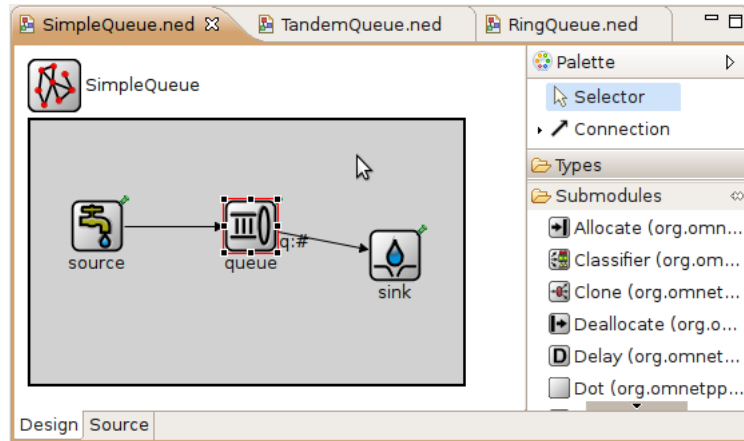 SimpleQueue.ned TandemQueue.ned RingQueue.ned
SimpleQueue
source
queue
q:#
sink
Palette
Selector
Connection
Types
Submodules
Allocate (org.omn...
Classifier (org.om...
Clone (org.omnet...
Deallocate (org.o...
D Delay (org.omnet...
Dot (org.omnetpp...
Design Source